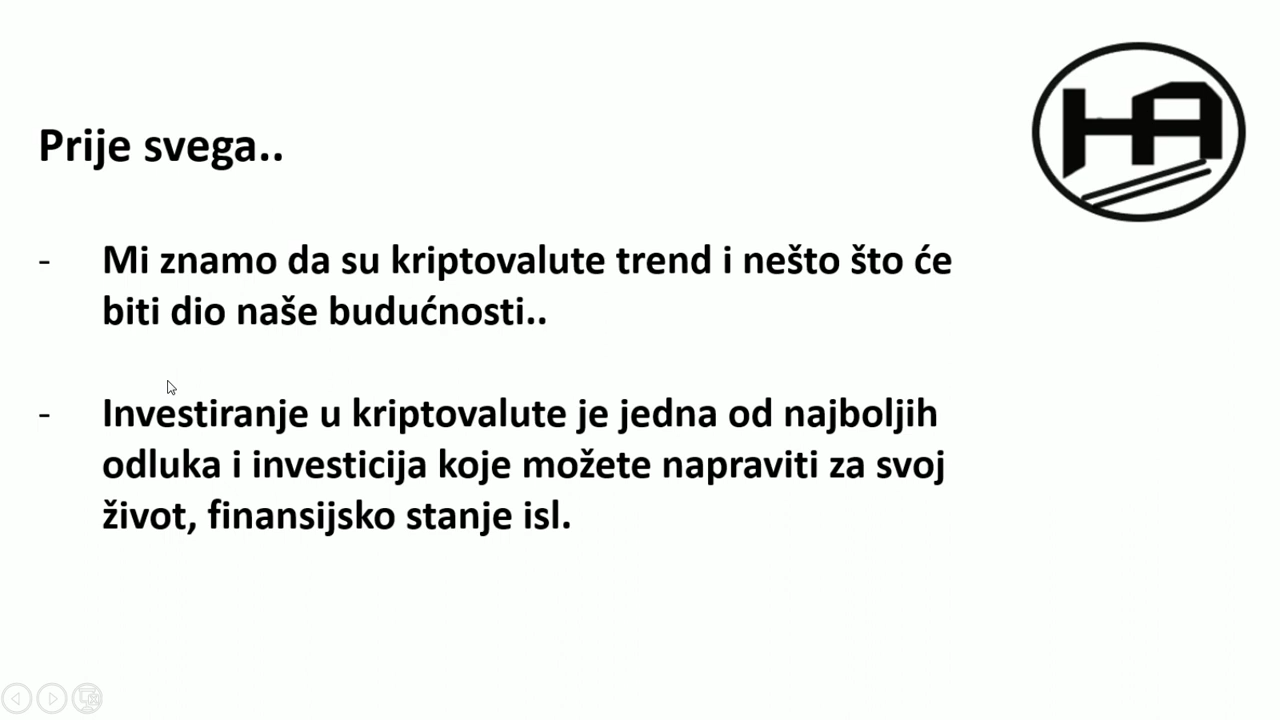 Prije svega..
HA
- Mi znamo da su kriptovalute trend i nešto što će
biti dio naše budućnosti..
- Investiranje u kriptovalute je jedna od najboljih
odluka i investicija koje možete napraviti za svoj
život, finansijsko stanje isl.